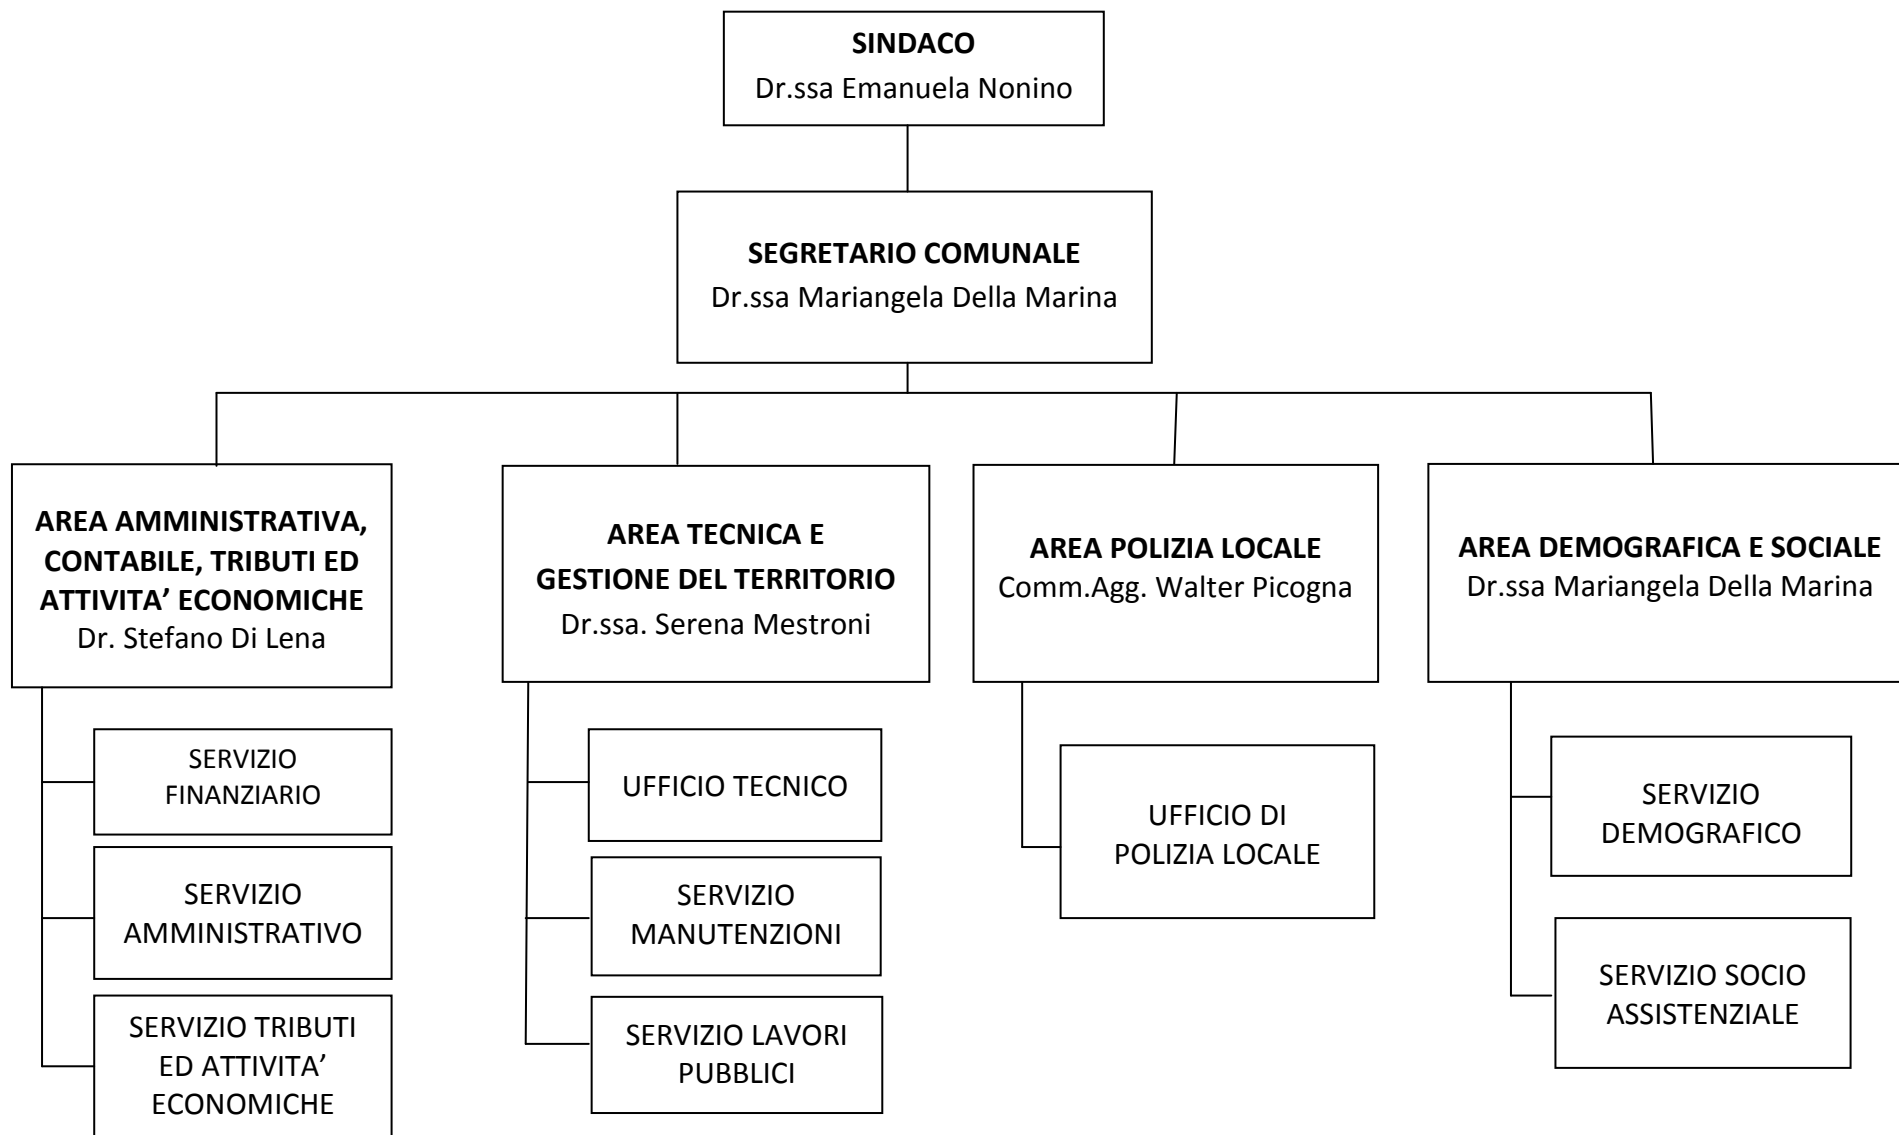 SINDACO
Dr.ssa Emanuela Nonino
SEGRETARIO COMUNALE
Dr.ssa Mariangela Della Marina
AREA AMMINISTRATIVA,
CONTABILE, TRIBUTI ED
ATTIVITA’ ECONOMICHE
Dr. Stefano Di Lena
SERVIZIO
FINANZIARIO
SERVIZIO
AMMINISTRATIVO
SERVIZIO TRIBUTI
ED ATTIVITA’
ECONOMICHE
AREA TECNICA E
GESTIONE DEL TERRITORIO
Dr.ssa. Serena Mestroni
UFFICIO TECNICO
SERVIZIO
MANUTENZIONI
SERVIZIO LAVORI
PUBBLICI
AREA POLIZIA LOCALE
Comm.Agg. Walter Picogna
UFFICIO DI
POLIZIA LOCALE
AREA DEMOGRAFICA E SOCIALE
Dr.ssa Mariangela Della Marina
SERVIZIO
DEMOGRAFICO
SERVIZIO SOCIO
ASSISTENZIALE